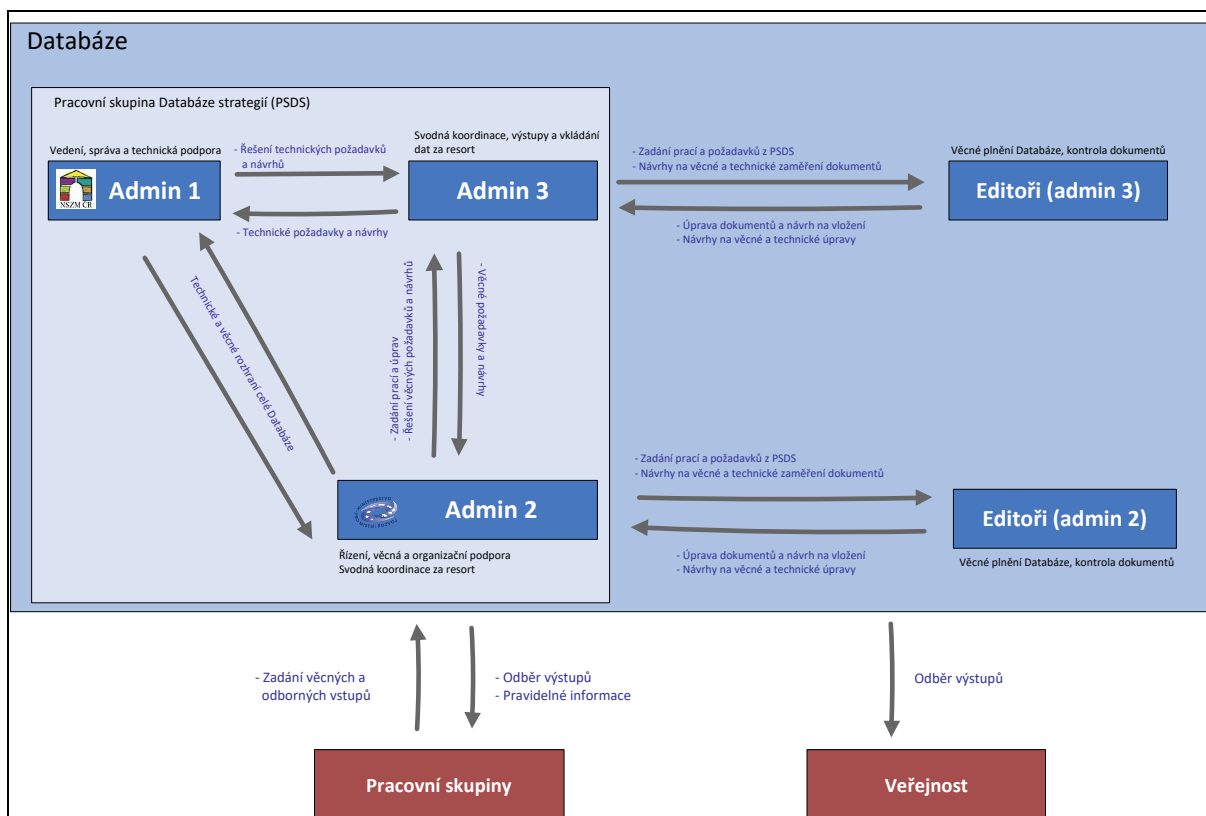 Databáze
Pracovní skupina Databáze strategií (PSDS)
Vedení, správa a technická podpora
NSZM ČR
Admin 1
- Řešení technických požadavků
a návrhů
- Technické požadavky a návrhy
Svodná koordinace, výstupy a vkládání
dat za resort
Admin 3
- Zadání prací a požadavků z PSDS
- Návrhy na věcné a technické zaměření dokumentů
- Úprava dokumentů a návrh na vložení
- Návrhy na věcné a technické úpravy
Věcné plnění Databáze, kontrola dokumentů
Editoři (admin 3)
Technické a věcné rozhraní celé Databáze
- Zadání prací a úprav
- Řešení věcných požadavků a návrhů
- Věcné požadavky a návrhy
MINISTERSTVO
PRO MÍSTNÍ ROZVOJ
Admin 2
Řízení, věcná a organizační podpora
Svodná koordinace za resort
- Zadání prací a požadavků z PSDS
- Návrhy na věcné a technické zaměření dokumentů
- Úprava dokumentů a návrh na vložení
- Návrhy na věcné a technické úpravy
Editoři (admin 2)
Věcné plnění Databáze, kontrola dokumentů
- Zadání věcných a
odborných vstupů
- Odběr výstupů
- Pravidelné informace
Odběr výstupů
Pracovní skupiny
Veřejnost